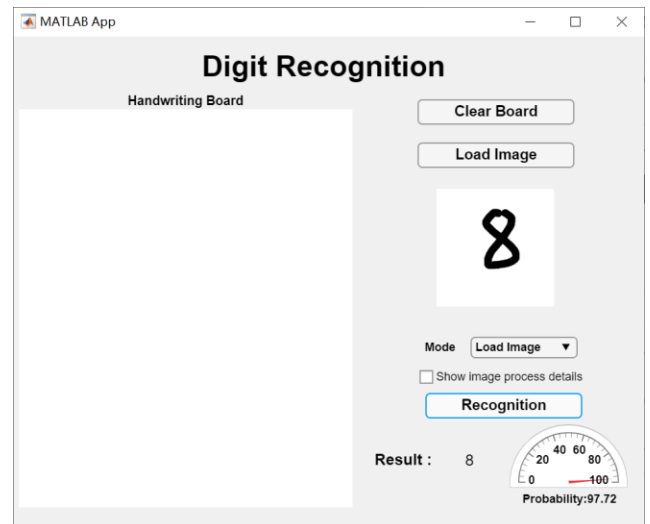 MATLAB App
Digit Recognition
Handwriting Board
Clear Board
Load Image
8
Mode Load Image
Show image process details
Recognition
Result : 8
0 20 40 60 80 100
Probability:97.72